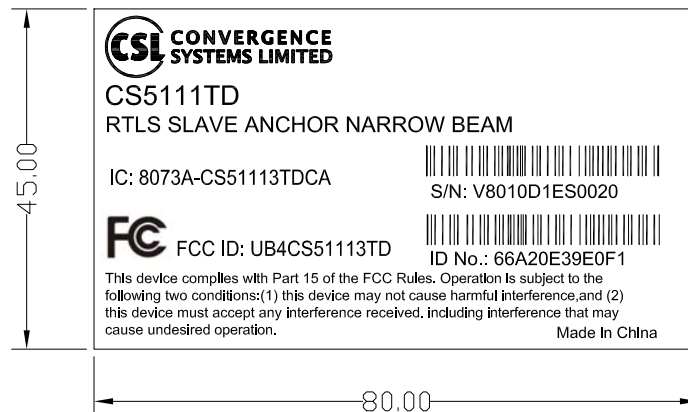 CSL CONVERGENCE
SYSTEMS LIMITED
CS5111TD
RTLS SLAVE ANCHOR NARROW BEAM
IC: 8073A-CS51113TDCA
S/N: V8010D1ES0020
FC FCC ID: UB4CS51113TD
ID No.: 66A20E39E0F1
This device complies with Part 15 of the FCC Rules. Operation is subject to the
following two conditions:(1) this device may not cause harmful interference,and (2)
this device must accept any interference received. including interference that may
cause undesired operation.
Made In China
45.00
80.00